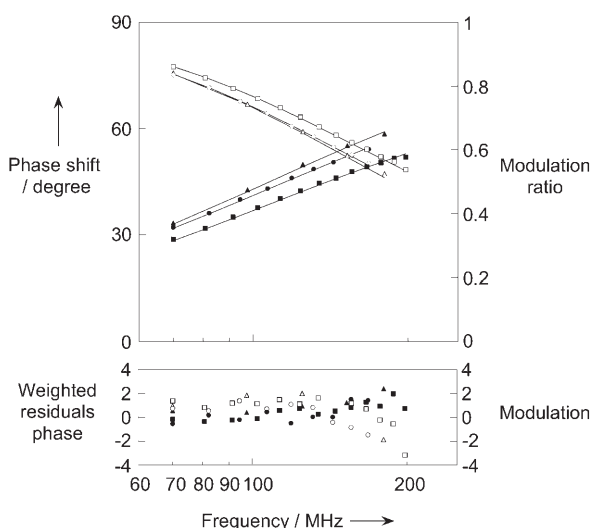 90
60
30
0
Phase shift
/ degree
1
0.8
0.6
0.4
0.2
0
Modulation
ratio
4
2
0
-2
-4
Weighted
residuals
phase
4
2
0
-2
-4
Modulation
60 70 80 90 100 200
Frequency / MHz